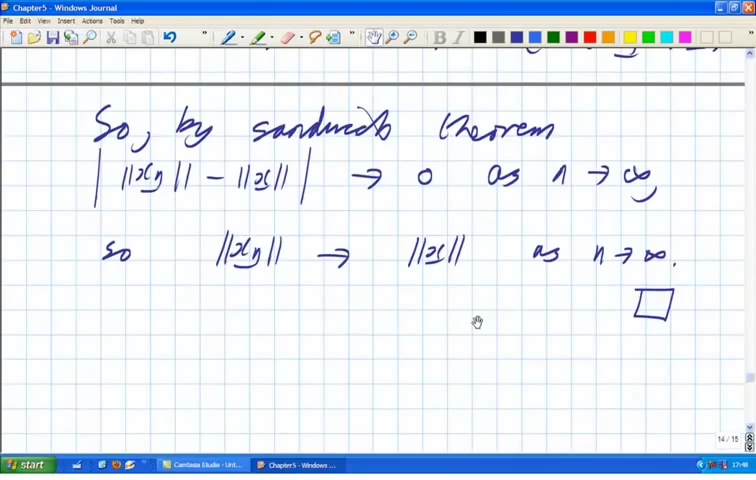 Chapter5 - Windows Journal
File Edit View Insert Actions Tools Help
B I
So, by sandwich theorem
| ||xₙ|| - ||x|| | → 0 as n → ∞,
so ||xₙ|| → ||x|| as n → ∞.
14 / 15
start Camtasia Studio - Unt... Chapter5 - Windows ... 17:48